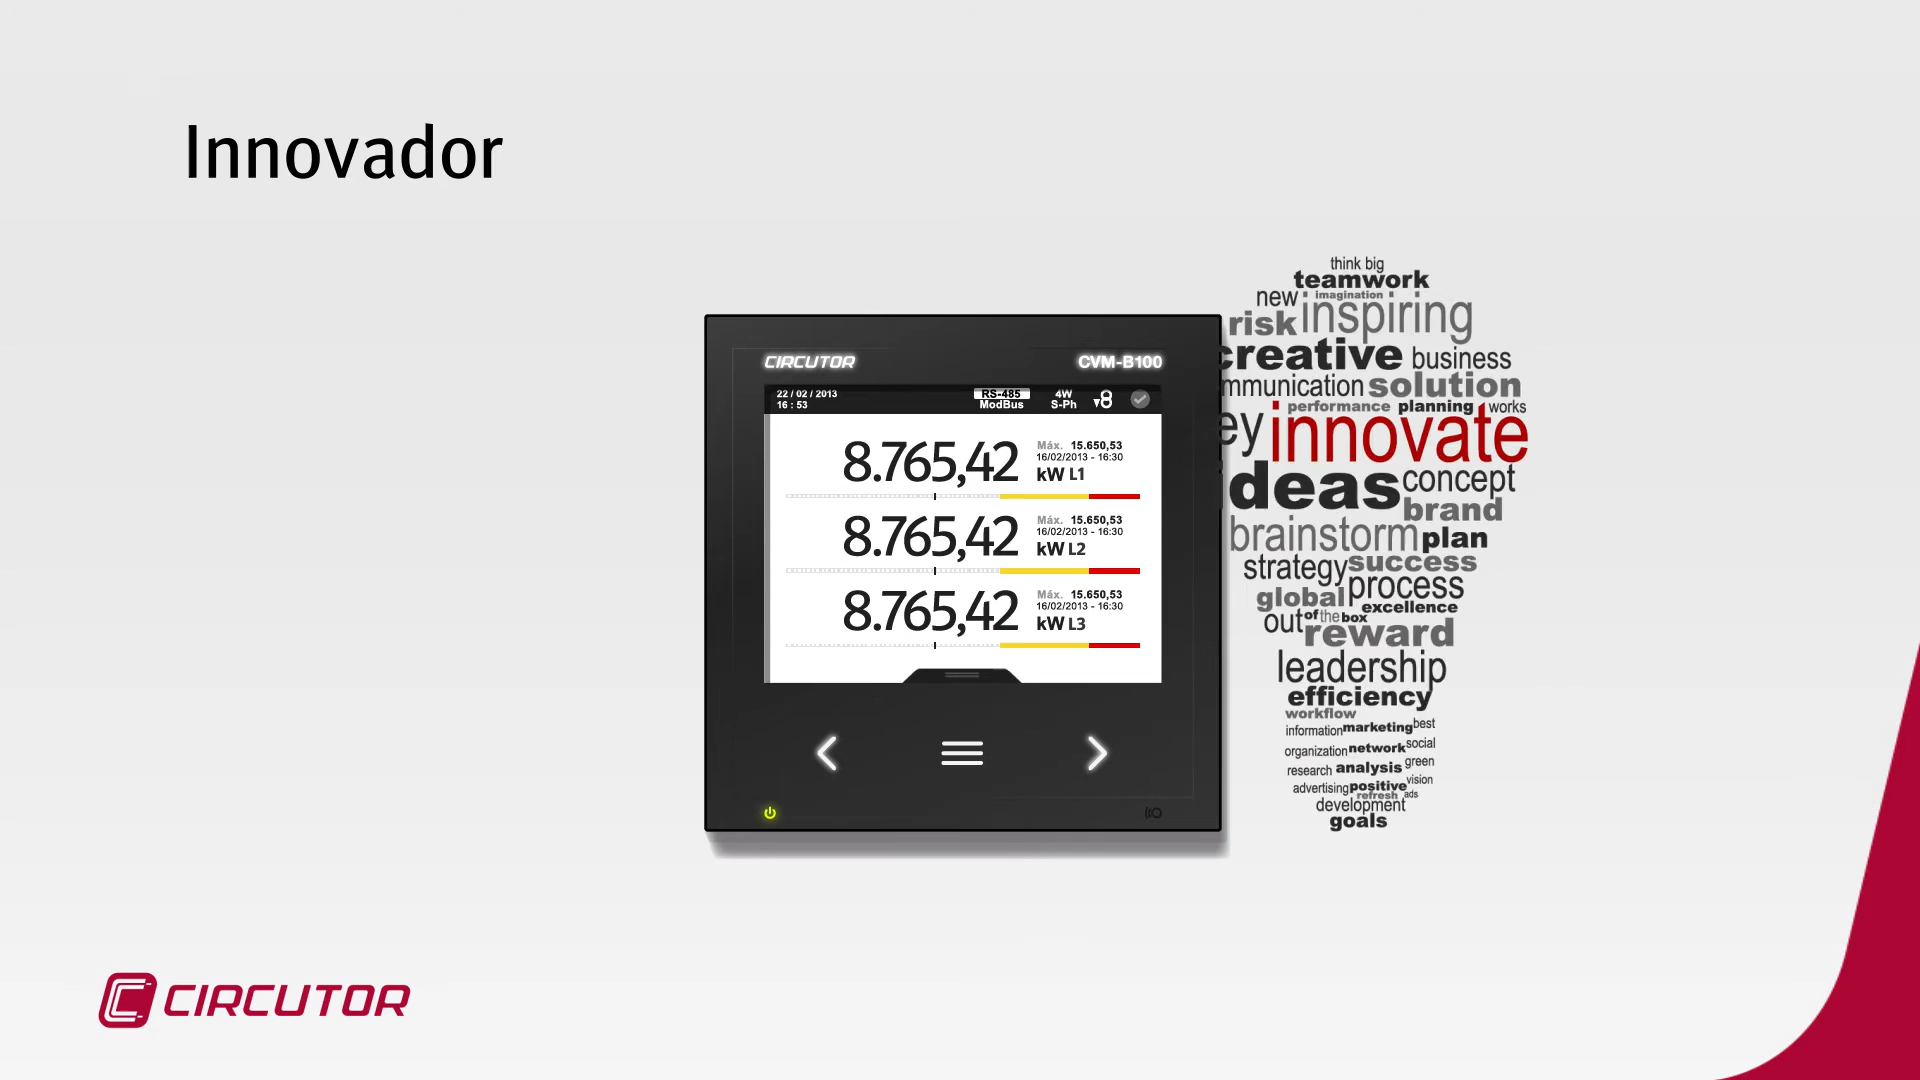 Innovador
CIRCUTOR
CVM-B100
22 / 02 / 2013
16 : 53
RS-485
ModBus
4W
S-Ph
8
8.765,42
Máx. 15.650,53
16/02/2013 - 16:30
kW L1
8.765,42
Máx. 15.650,53
16/02/2013 - 16:30
kW L2
8.765,42
Máx. 15.650,53
16/02/2013 - 16:30
kW L3
think big
teamwork
new imagination
risk inspiring
creative business
mmunication solution
performance planning works
ey innovate
deas concept
brand
brainstorm plan
strategy success
global process
excellence
out of the box
reward
leadership
efficiency
workflow
information marketing best
organization network social
research analysis green
advertising positive vision
refresh ads
development
goals
CIRCUTOR